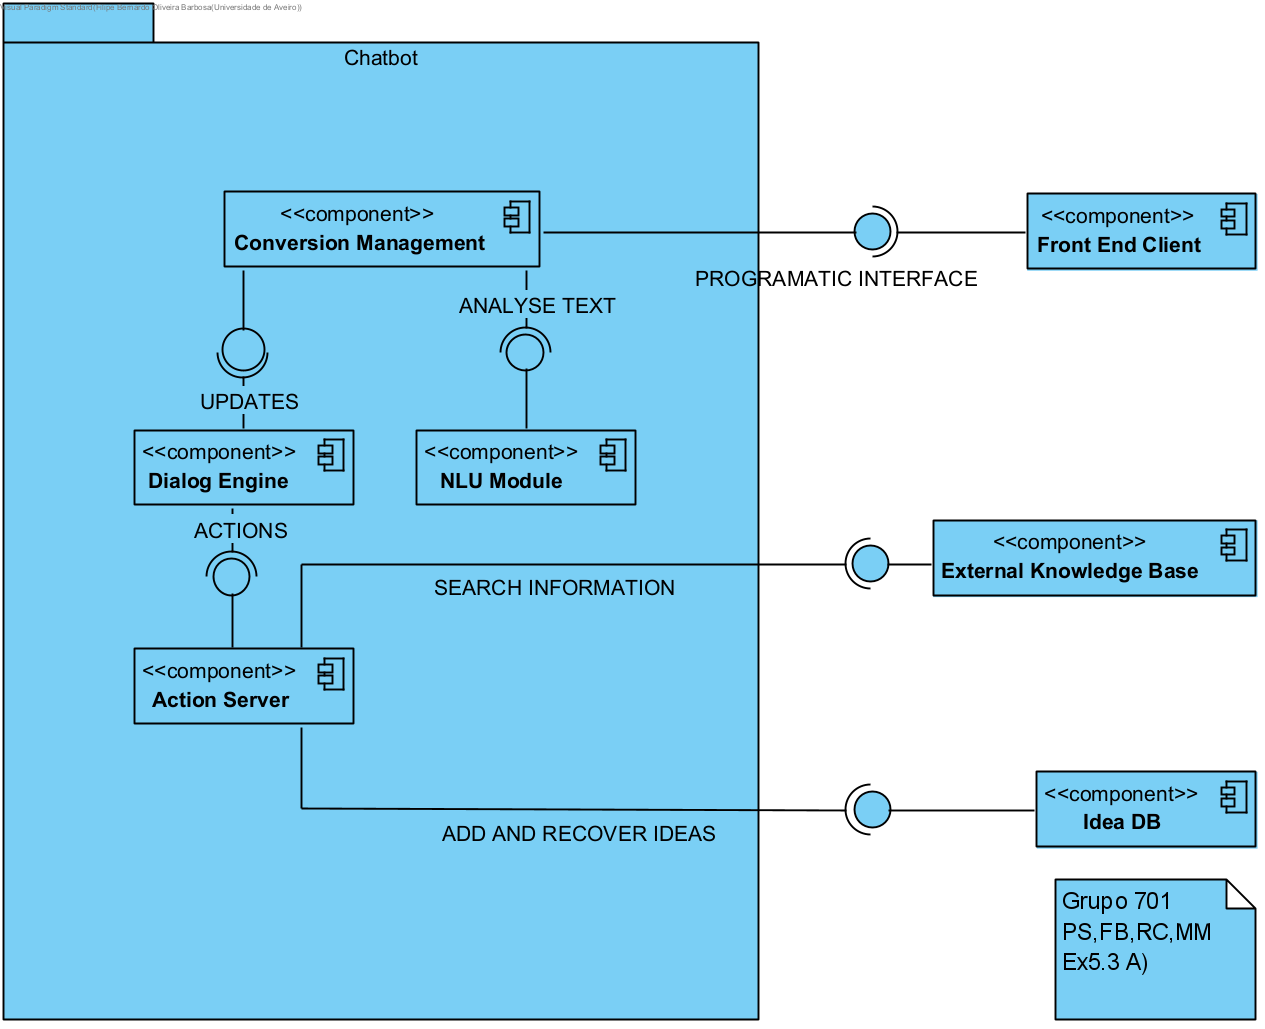 Visual Paradigm Standard(Filipe Bernardo Oliveira Barbosa(Universidade de Aveiro))
Chatbot
<<component>>
Conversion Management
<<component>>
Front End Client
PROGRAMATIC INTERFACE
ANALYSE TEXT
UPDATES
<<component>>
Dialog Engine
<<component>>
NLU Module
ACTIONS
<<component>>
External Knowledge Base
SEARCH INFORMATION
<<component>>
Action Server
<<component>>
Idea DB
ADD AND RECOVER IDEAS
Grupo 701
PS,FB,RC,MM
Ex5.3 A)